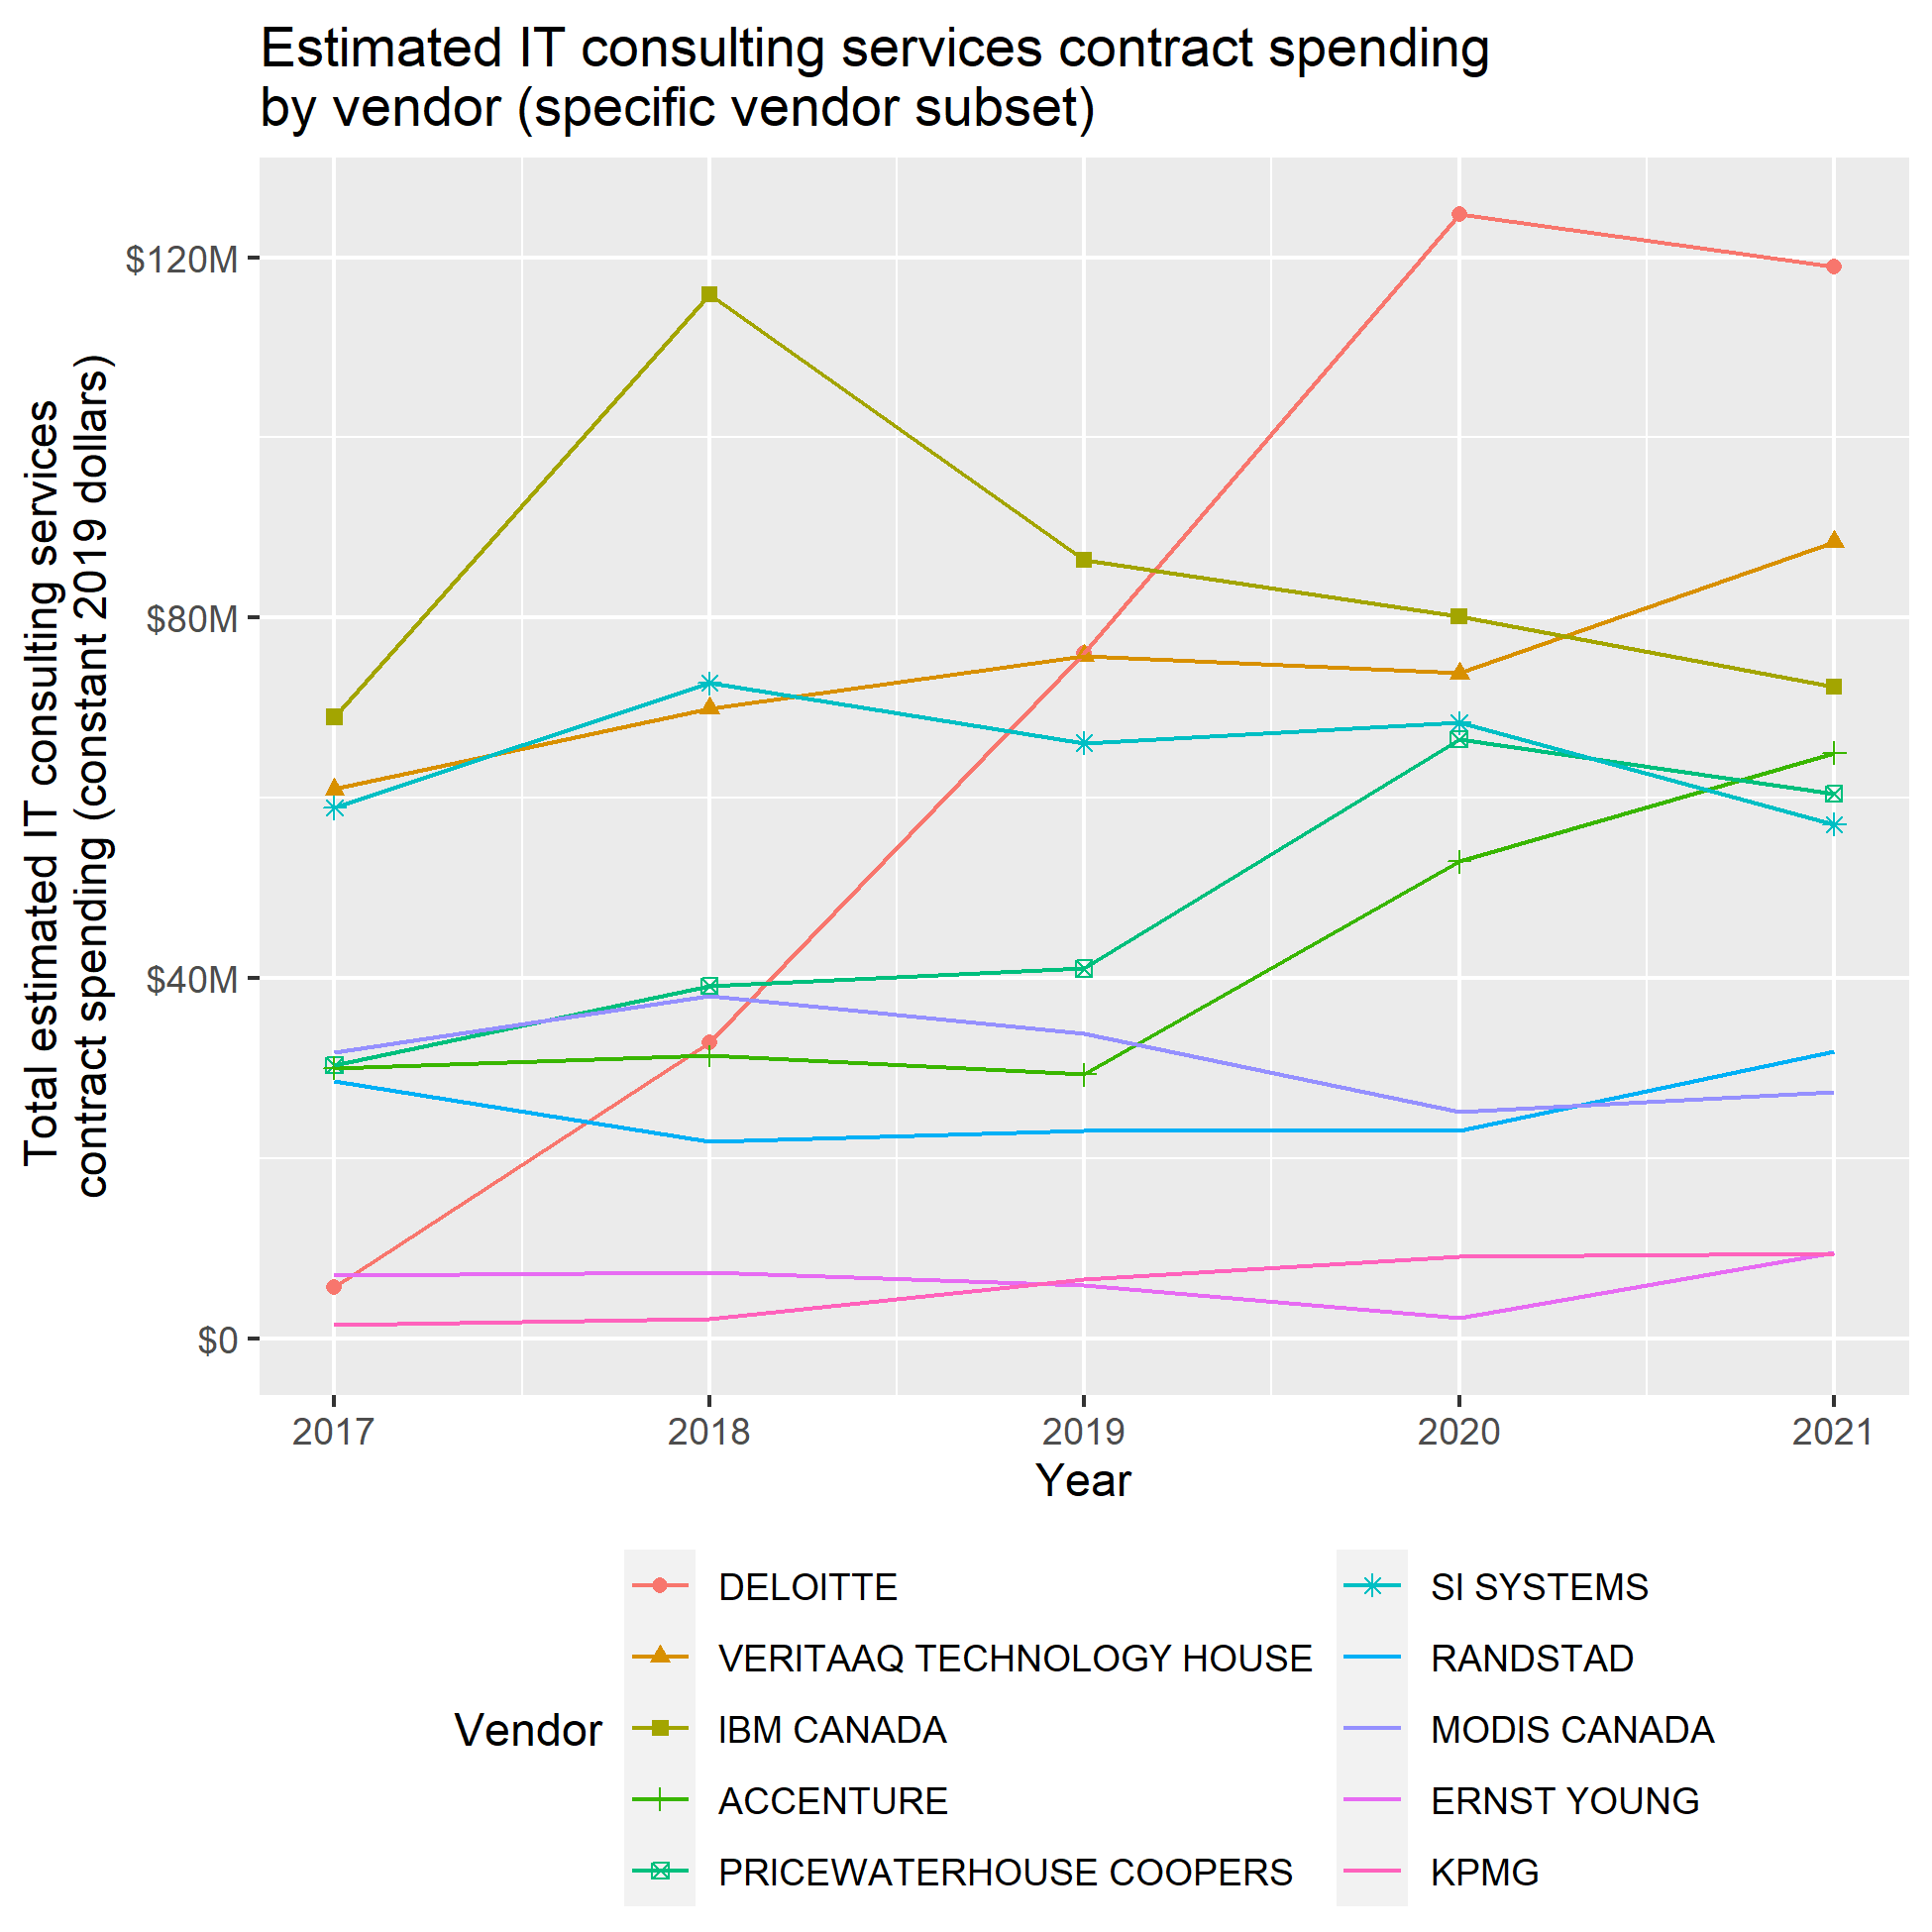 Estimated IT consulting services contract spending
by vendor (specific vendor subset)
Total estimated IT consulting services
contract spending (constant 2019 dollars)
$120M
$80M
$40M
$0
2017 2018 2019 2020 2021
Year
Vendor
DELOITTE
VERITAAQ TECHNOLOGY HOUSE
IBM CANADA
ACCENTURE
PRICEWATERHOUSE COOPERS
SI SYSTEMS
RANDSTAD
MODIS CANADA
ERNST YOUNG
KPMG